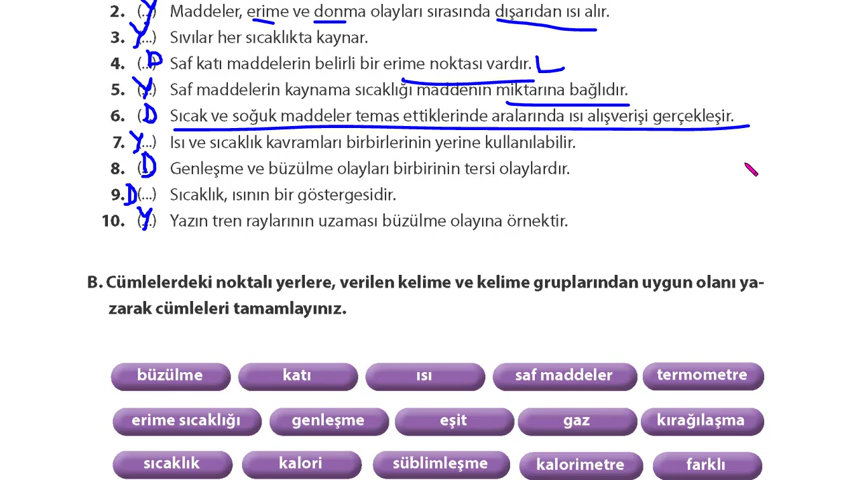 2. (Y) Maddeler, erime ve donma olayları sırasında dışarıdan ısı alır.
3. (Y...) Sıvılar her sıcaklıkta kaynar.
4. (..D) Saf katı maddelerin belirli bir erime noktası vardır.
5. (Y) Saf maddelerin kaynama sıcaklığı maddenin miktarına bağlıdır.
6. (D) Sıcak ve soğuk maddeler temas ettiklerinde aralarında ısı alışverişi gerçekleşir.
7. Y...) Isı ve sıcaklık kavramları birbirlerinin yerine kullanılabilir.
8. (D) Genleşme ve büzülme olayları birbirinin tersi olaylardır.
9. D(...) Sıcaklık, ısının bir göstergesidir.
10. (Y) Yazın tren raylarının uzaması büzülme olayına örnektir.
B. Cümlelerdeki noktalı yerlere, verilen kelime ve kelime gruplarından uygun olanı ya-
zarak cümleleri tamamlayınız.
büzülme katı ısı saf maddeler termometre
erime sıcaklığı genleşme eşit gaz kırağılaşma
sıcaklık kalori süblimleşme kalorimetre farklı